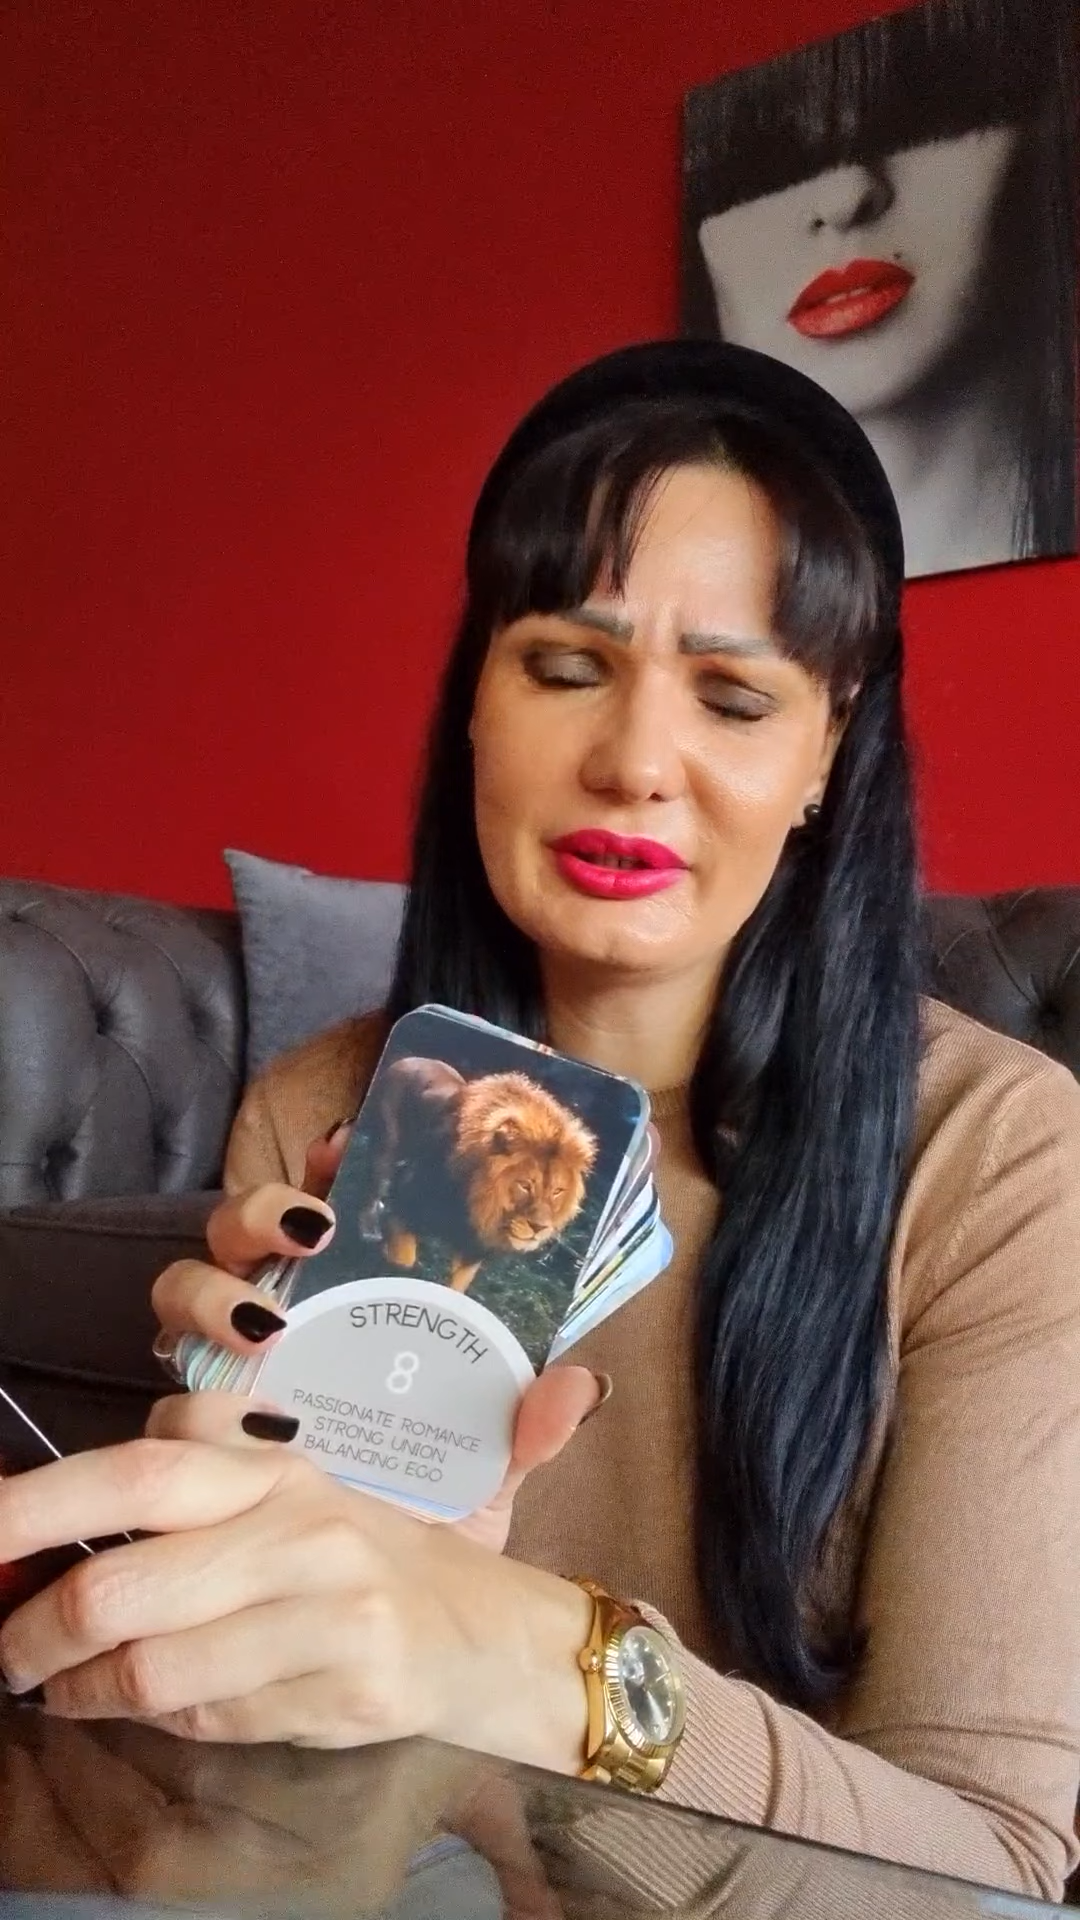 STRENGTH
8
PASSIONATE ROMANCE
STRONG UNION
BALANCING EGO